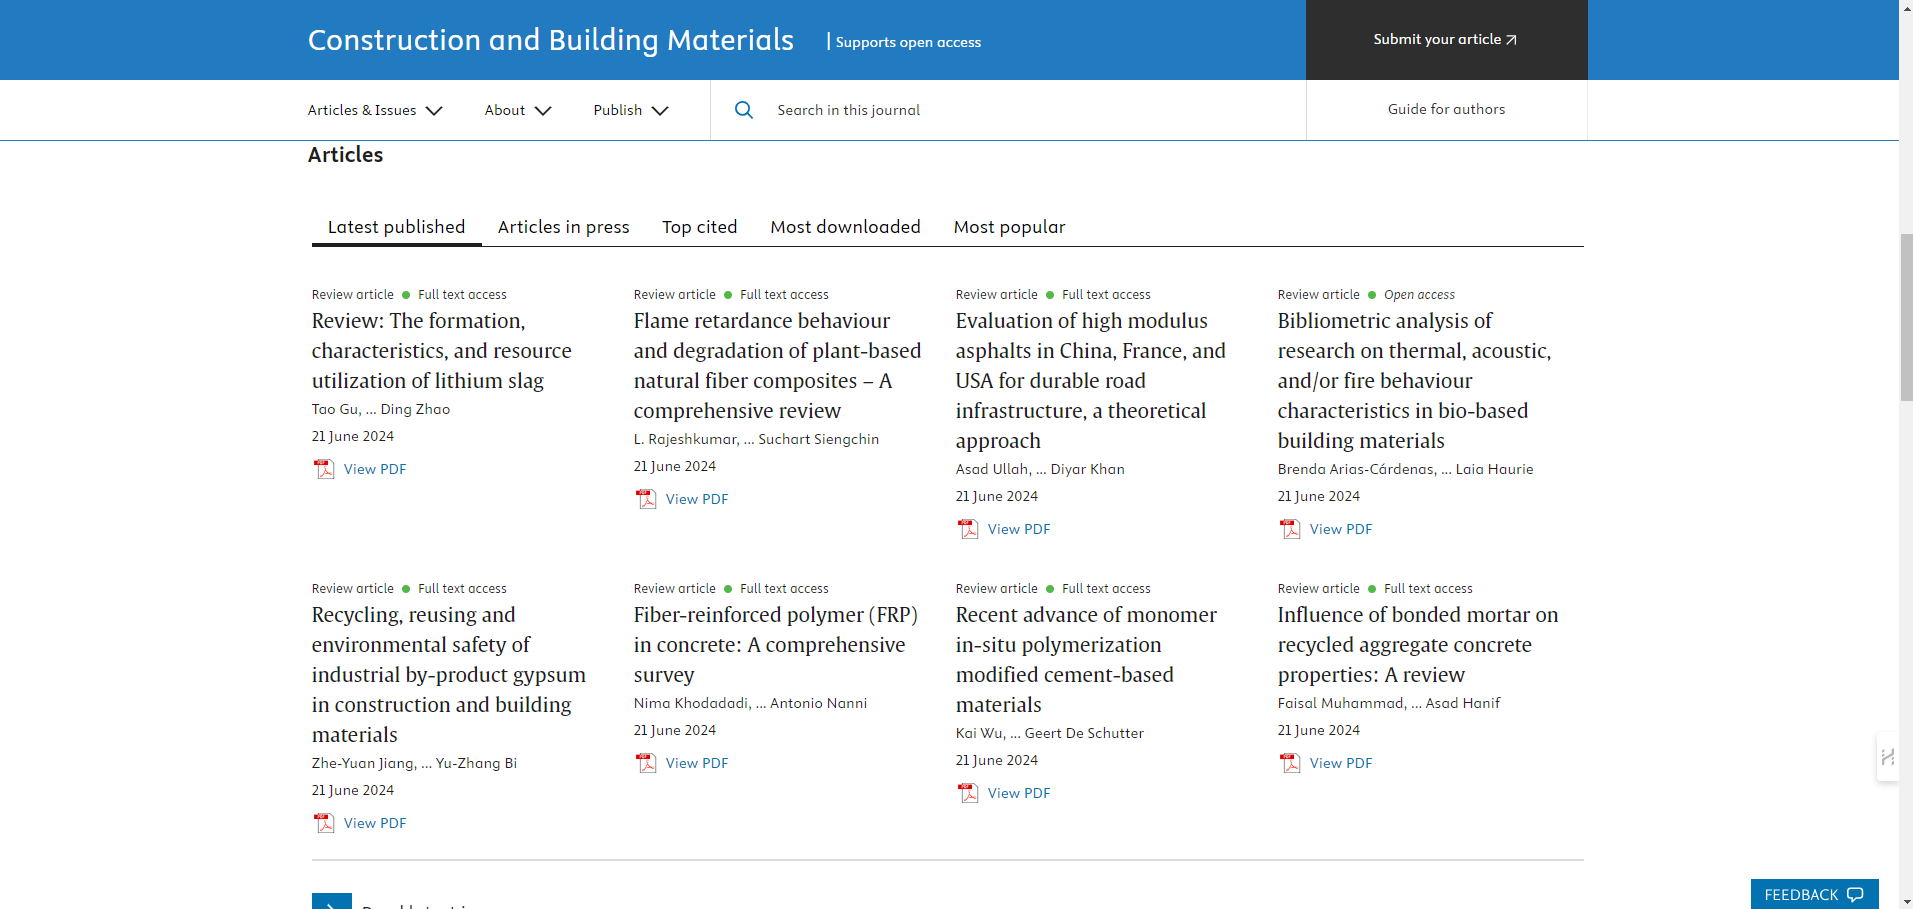 Construction and Building Materials
Supports open access
Submit your article
Articles & Issues
About
Publish
Search in this journal
Guide for authors
Articles
Latest published
Articles in press
Top cited
Most downloaded
Most popular
Review article
Full text access
Review: The formation,
characteristics, and resource
utilization of lithium slag
Tao Gu, ... Ding Zhao
21 June 2024
View PDF
Review article
Full text access
Flame retardance behaviour
and degradation of plant-based
natural fiber composites – A
comprehensive review
L. Rajeshkumar, ... Suchart Siengchin
21 June 2024
View PDF
Review article
Full text access
Evaluation of high modulus
asphalts in China, France, and
USA for durable road
infrastructure, a theoretical
approach
Asad Ullah, ... Diyar Khan
21 June 2024
View PDF
Review article
Open access
Bibliometric analysis of
research on thermal, acoustic,
and/or fire behaviour
characteristics in bio-based
building materials
Brenda Arias-Cárdenas, ... Laia Haurie
21 June 2024
View PDF
Review article
Full text access
Recycling, reusing and
environmental safety of
industrial by-product gypsum
in construction and building
materials
Zhe-Yuan Jiang, ... Yu-Zhang Bi
21 June 2024
View PDF
Review article
Full text access
Fiber-reinforced polymer (FRP)
in concrete: A comprehensive
survey
Nima Khodadadi, ... Antonio Nanni
21 June 2024
View PDF
Review article
Full text access
Recent advance of monomer
in-situ polymerization
modified cement-based
materials
Kai Wu, ... Geert De Schutter
21 June 2024
View PDF
Review article
Full text access
Influence of bonded mortar on
recycled aggregate concrete
properties: A review
Faisal Muhammad, ... Asad Hanif
21 June 2024
View PDF
FEEDBACK